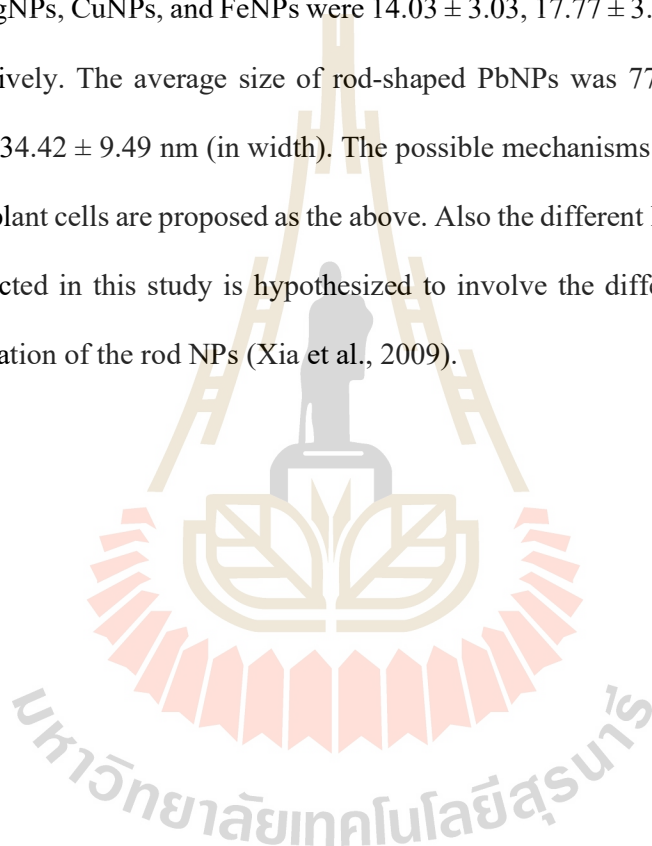 gNPs, CuNPs, and FeNPs were 14.03 ± 3.03, 17.77 ± 3.
ively. The average size of rod-shaped PbNPs was 77
34.42 ± 9.49 nm (in width). The possible mechanisms
plant cells are proposed as the above. Also the different
cted in this study is hypothesized to involve the diffe
ation of the rod NPs (Xia et al., 2009).
มหาวิทยาลัยเทคโนโลยีสุรนารี